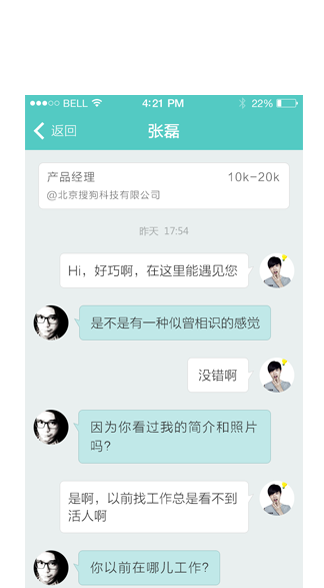 BELL 4:21 PM 22%
返回 张磊
产品经理 10k-20k
@北京搜狗科技有限公司
昨天 17:54
Hi，好巧啊，在这里能遇见您
是不是有一种似曾相识的感觉
没错啊
因为你看过我的简介和照片
吗？
是啊，以前找工作总是看不到
活人啊
你以前在哪儿工作？